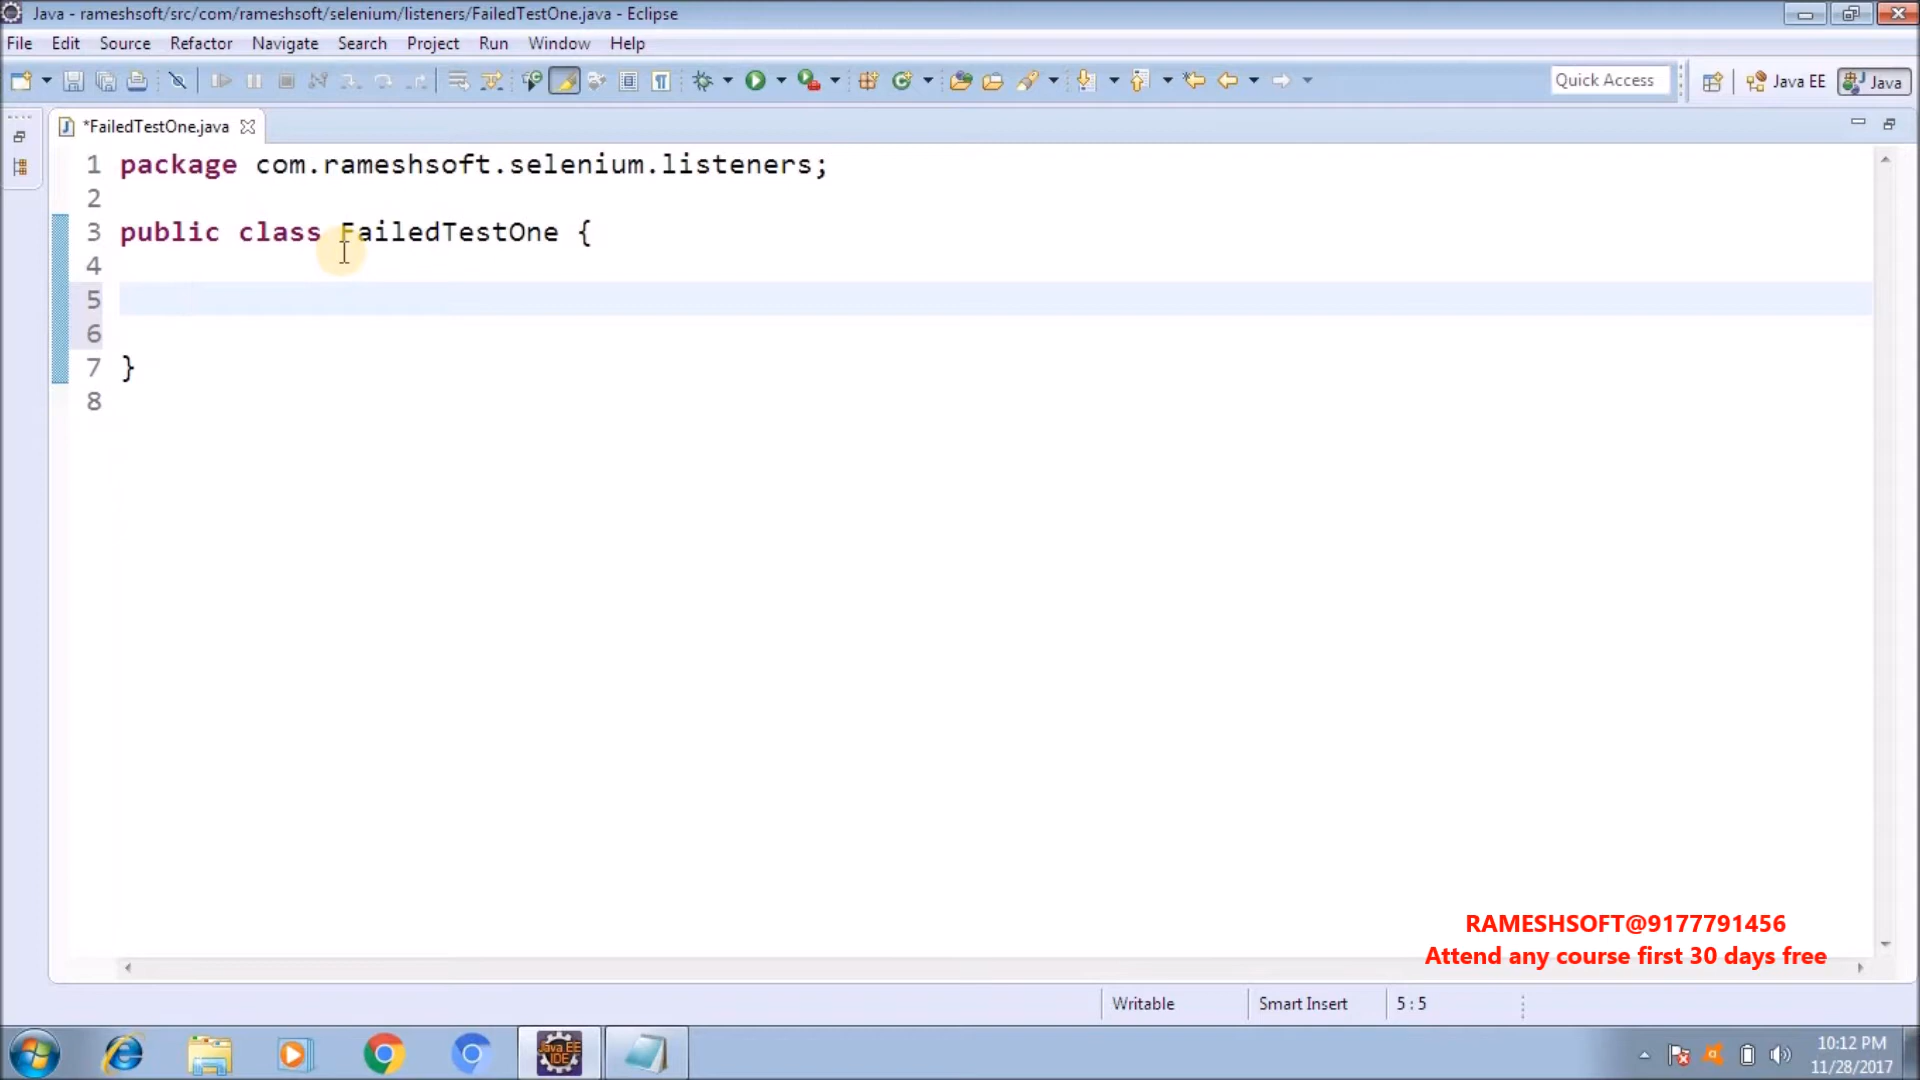 Java - rameshsoft/src/com/rameshsoft/selenium/listeners/FailedTestOne.java - Eclipse
File Edit Source Refactor Navigate Search Project Run Window Help
Quick Access Java EE Java
*FailedTestOne.java
1 package com.rameshsoft.selenium.listeners;
2
3 public class FailedTestOne {
4
5
6
7 }
8
RAMESHSOFT@9177791456
Attend any course first 30 days free
Writable Smart Insert 5 : 5
Java EE
IDE
10:12 PM
11/28/2017